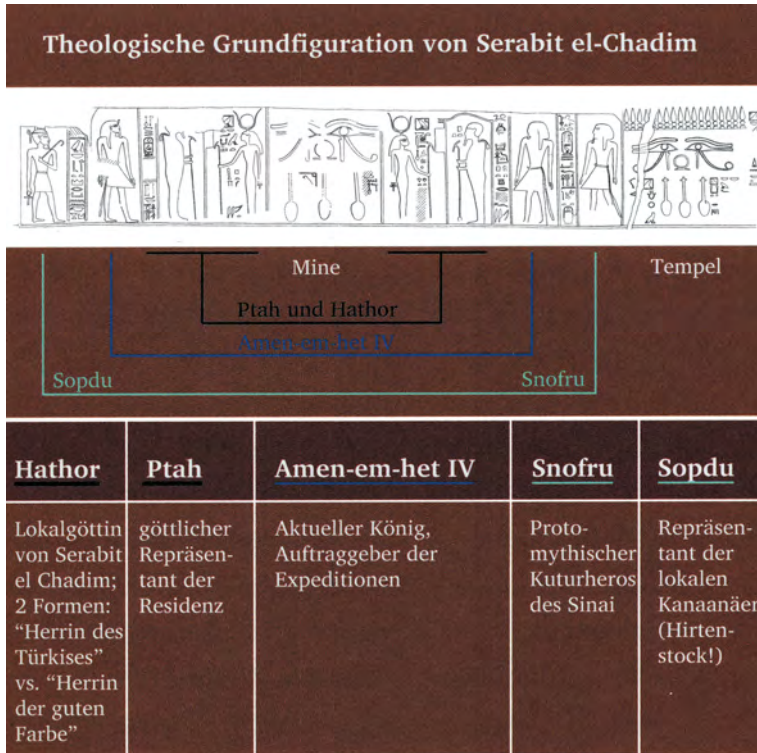 Theologische Grundfiguration von Serabit el-Chadim
Mine
Tempel
Ptah und Hathor
Amen-em-het IV
Sopdu
Snofru
Hathor
Ptah
Amen-em-het IV
Snofru
Sopdu
Lokalgöttin
von Serabit
el Chadim;
2 Formen:
“Herrin des
Türkises”
vs. “Herrin
der guten
Farbe”
göttlicher
Repräsen-
tant der
Residenz
Aktueller König,
Auftraggeber der
Expeditionen
Proto-
mythischer
Kuturheros
des Sinai
Repräsen-
tant der
lokalen
Kanaanäer
(Hirten-
stock!)